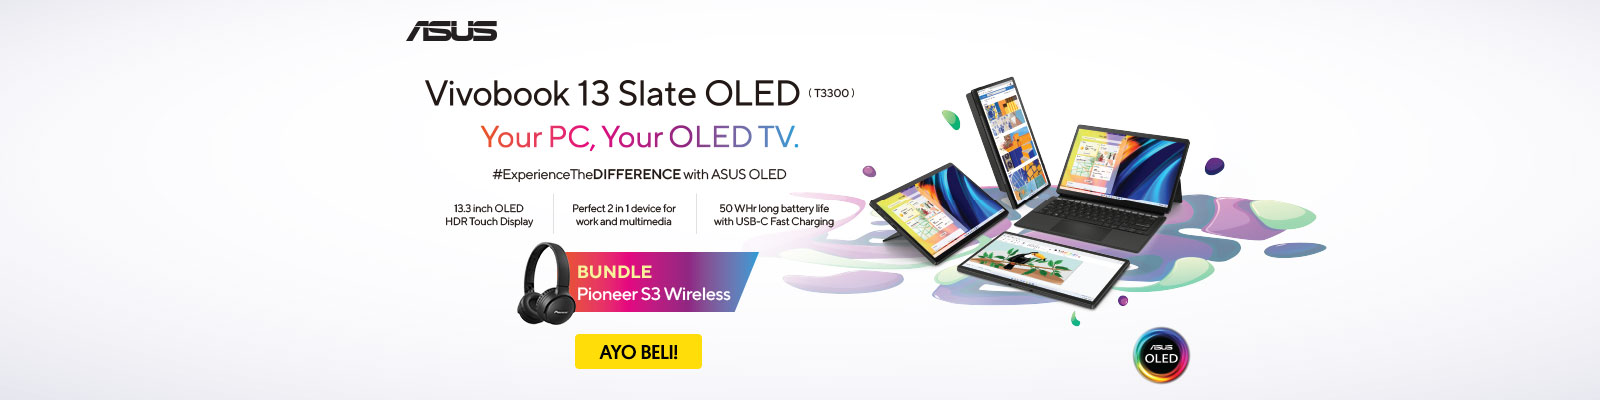 ASUS
Vivobook 13 Slate OLED (T3300)
Your PC, Your OLED TV.
#ExperienceTheDIFFERENCE with ASUS OLED
13.3 inch OLED
HDR Touch Display
Perfect 2 in 1 device for
work and multimedia
50 WHr long battery life
with USB-C Fast Charging
BUNDLE
Pioneer S3 Wireless
Pioneer
AYO BELI!
ASUS
OLED